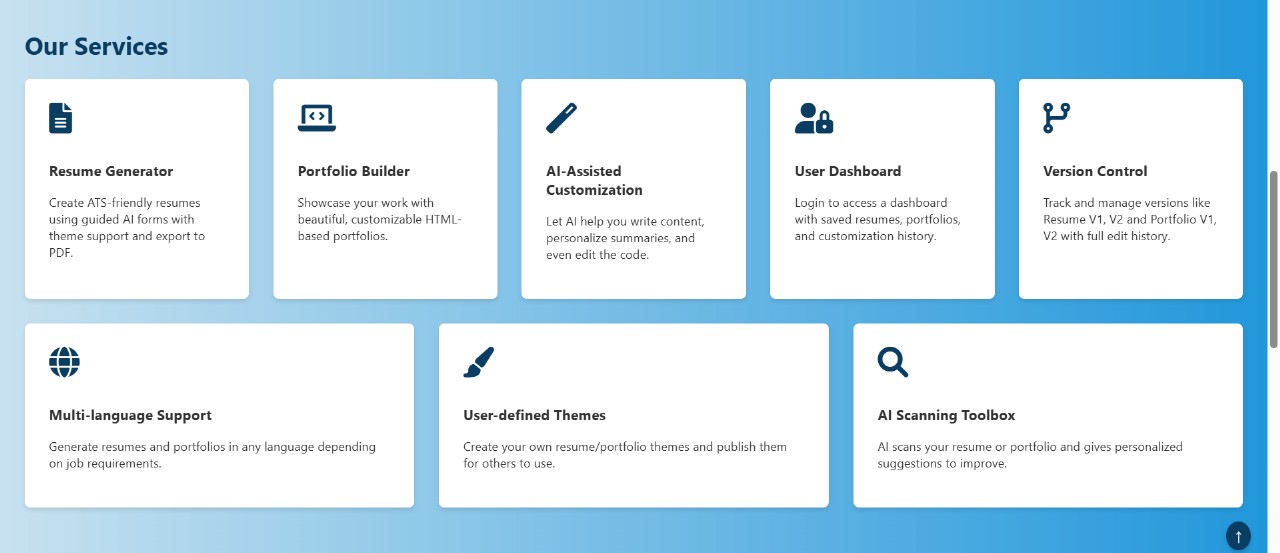 Our Services
Resume Generator
Create ATS-friendly resumes
using guided AI forms with
theme support and export to
PDF.
Portfolio Builder
Showcase your work with
beautiful, customizable HTML-
based portfolios.
AI-Assisted
Customization
Let AI help you write content,
personalize summaries, and
even edit the code.
User Dashboard
Login to access a dashboard
with saved resumes, portfolios,
and customization history.
Version Control
Track and manage versions like
Resume V1, V2 and Portfolio V1,
V2 with full edit history.
Multi-language Support
Generate resumes and portfolios in any language depending
on job requirements.
User-defined Themes
Create your own resume/portfolio themes and publish them
for others to use.
AI Scanning Toolbox
AI scans your resume or portfolio and gives personalized
suggestions to improve.
↑